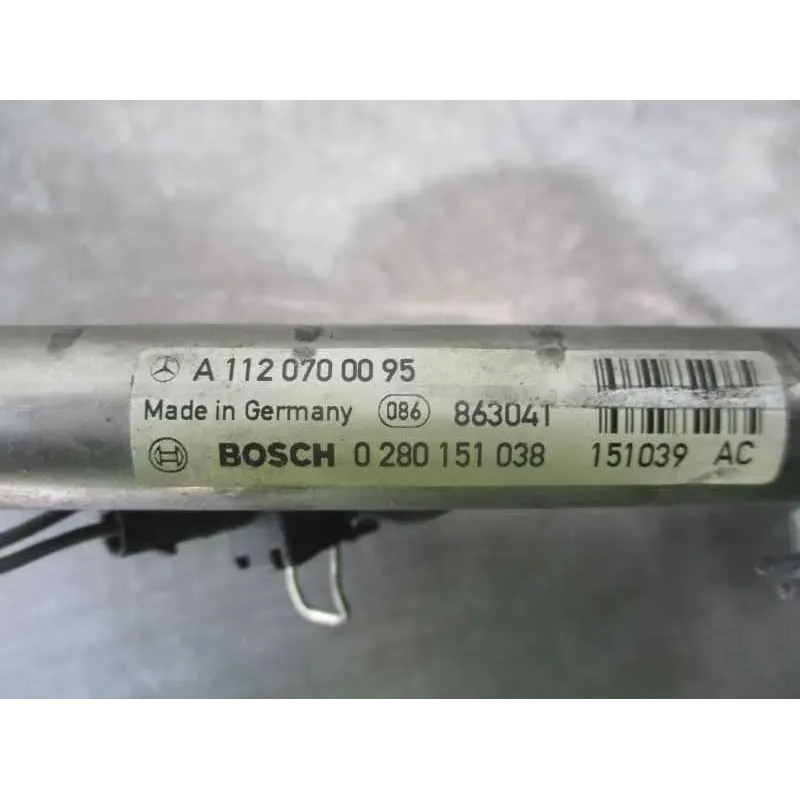 A 112 070 00 95
Made in Germany 086 863041
BOSCH 0 280 151 038 151039 AC